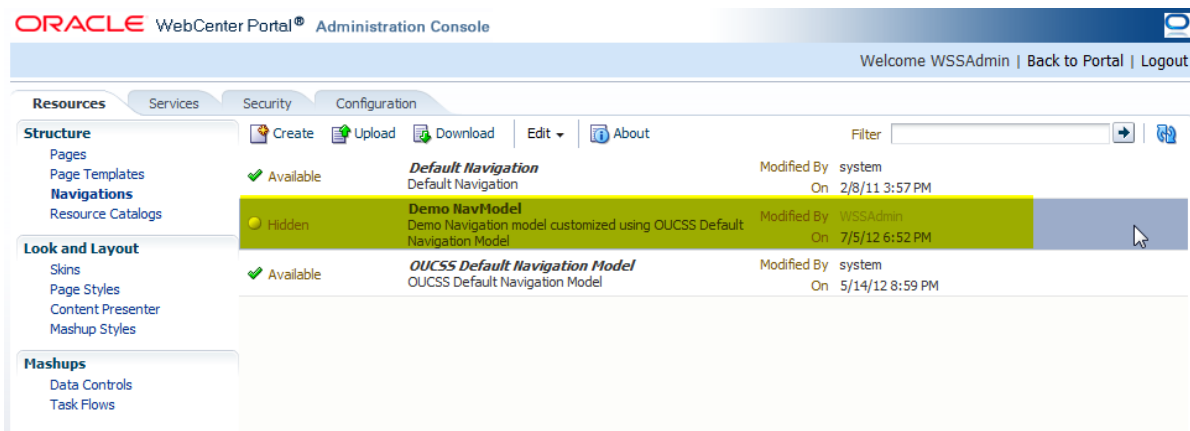 ORACLE WebCenter Portal® Administration Console
Welcome WSSAdmin | Back to Portal | Logout
Resources Services Security Configuration
Structure
Pages
Page Templates
Navigations
Resource Catalogs
Look and Layout
Skins
Page Styles
Content Presenter
Mashup Styles
Mashups
Data Controls
Task Flows
Create Upload Download Edit About Filter
Available Default Navigation Modified By system
Default Navigation On 2/8/11 3:57 PM
Hidden Demo NavModel Modified By WSSAdmin
Demo Navigation model customized using OUCSS Default
Navigation Model On 7/5/12 6:52 PM
Available OUCSS Default Navigation Model Modified By system
OUCSS Default Navigation Model On 5/14/12 8:59 PM